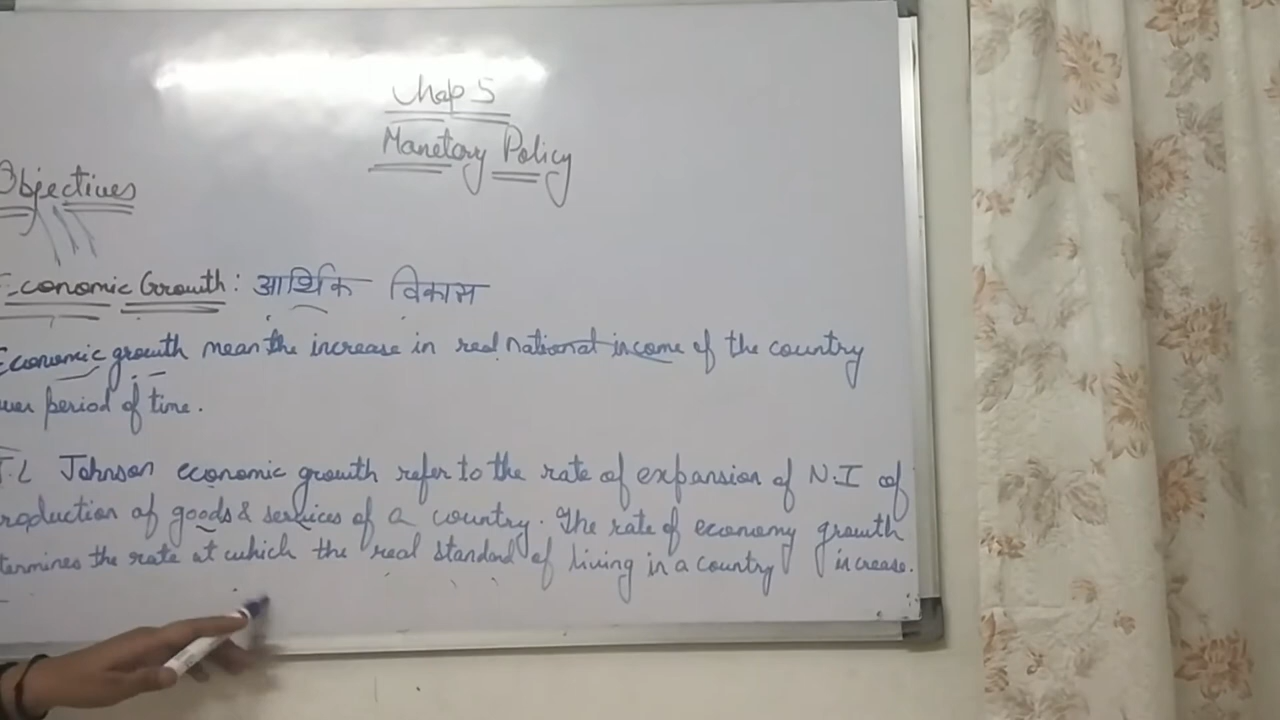 Chap 5
Manetory Policy
Objectives
Economic Growth : आर्थिक विकास
Economic growth mean the increase in real national income of the country
over period of time.
T.L Johnson economic growth refer to the rate of expansion of N.I of
roduction of goods & services of a country. The rate of economy growth
termines the rate at which the real standard of living in a country increase.